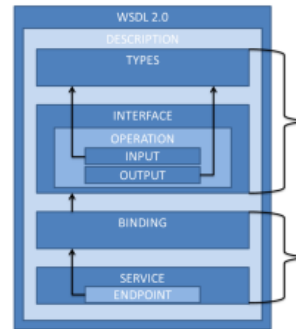 WSDL 2.0
DESCRIPTION
TYPES
INTERFACE
OPERATION
INPUT
OUTPUT
BINDING
SERVICE
ENDPOINT